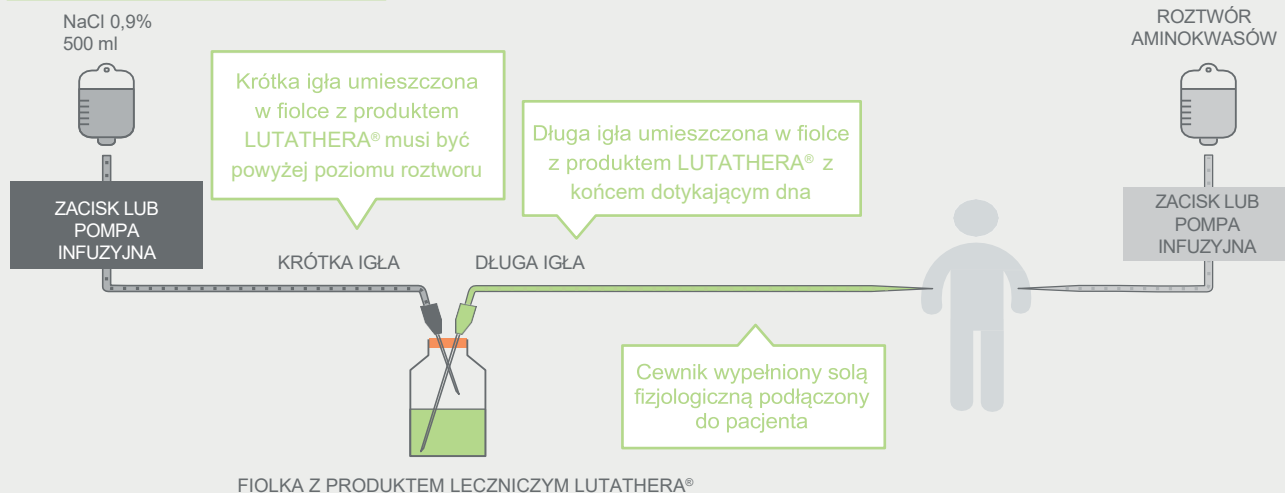 NaCl 0,9%
500 ml
ROZTWÓR
AMINOKWASÓW
Krótka igła umieszczona
w fiolce z produktem
LUTATHERA® musi być
powyżej poziomu roztworu
Długa igła umieszczona w fiolce
z produktem LUTATHERA® z
końcem dotykającym dna
ZACISK LUB
POMPA
INFUZYJNA
ZACISK LUB
POMPA
INFUZYJNA
KRÓTKA IGŁA
DŁUGA IGŁA
Cewnik wypełniony solą
fizjologiczną podłączony
do pacjenta
FIOLKA Z PRODUKTEM LECZNICZYM LUTATHERA®